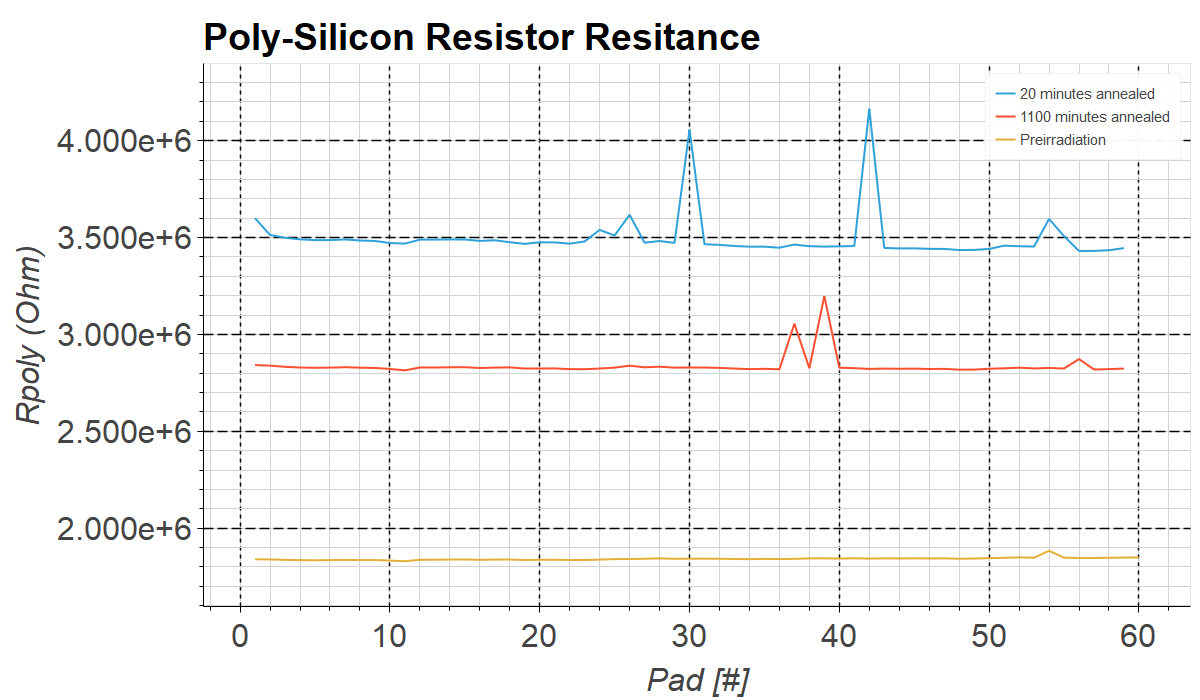 Poly-Silicon Resistor Resitance
20 minutes annealed
1100 minutes annealed
Preirradiation
4.000e+6
3.500e+6
3.000e+6
2.500e+6
2.000e+6
Rpoly (Ohm)
0 10 20 30 40 50 60
Pad [#]